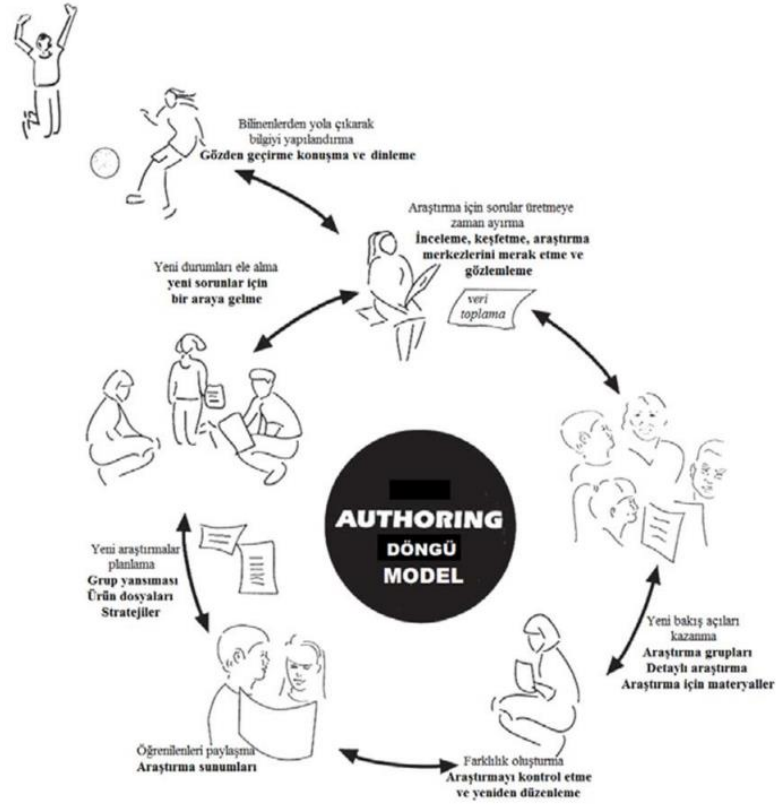 Bilinenlerden yola çıkarak
bilgiyi yapılandırma
Gözden geçirme konuşma ve dinleme
Araştırma için sorular üretmeye
zaman ayırma
İnceleme, keşfetme, araştırma
merkezlerini merak etme ve
gözlemleme
veri
toplama
Yeni durumları ele alma
yeni sorunlar için
bir araya gelme
AUTHORING
DÖNGÜ
MODEL
Yeni araştırmalar
planlama
Grup yansıması
Ürün dosyaları
Stratejiler
Yeni bakış açıları
kazanma
Araştırma grupları
Detaylı araştırma
Araştırma için materyaller
Öğrenilenleri paylaşma
Araştırma sunumları
Farklılık oluşturma
Araştırmayı kontrol etme
ve yeniden düzenleme